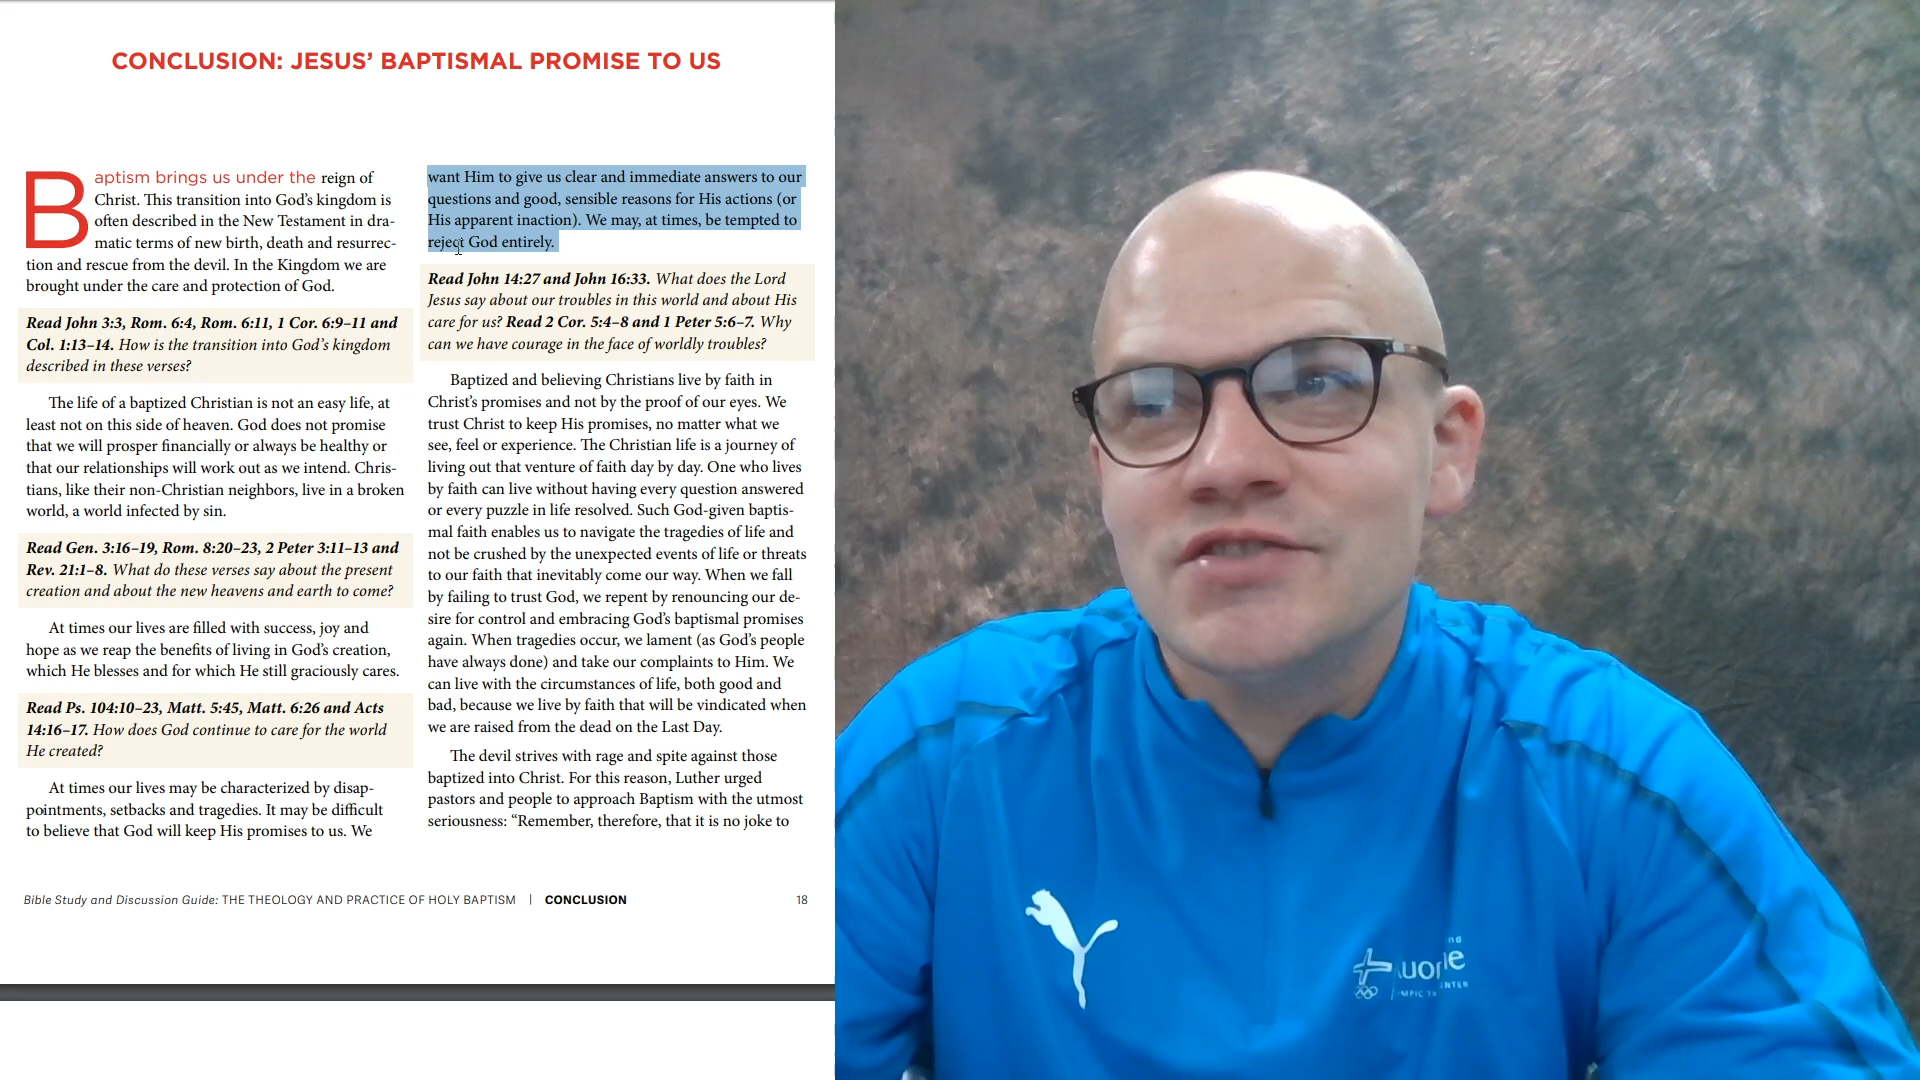 CONCLUSION: JESUS’ BAPTISMAL PROMISE TO US
Baptism brings us under the reign of
Christ. This transition into God’s kingdom is
often described in the New Testament in dra-
matic terms of new birth, death and resurrec-
tion and rescue from the devil. In the Kingdom we are
brought under the care and protection of God.
Read John 3:3, Rom. 6:4, Rom. 6:11, 1 Cor. 6:9–11 and
Col. 1:13–14. How is the transition into God’s kingdom
described in these verses?
The life of a baptized Christian is not an easy life, at
least not on this side of heaven. God does not promise
that we will prosper financially or always be healthy or
that our relationships will work out as we intend. Chris-
tians, like their non-Christian neighbors, live in a broken
world, a world infected by sin.
Read Gen. 3:16–19, Rom. 8:20–23, 2 Peter 3:11–13 and
Rev. 21:1–8. What do these verses say about the present
creation and about the new heavens and earth to come?
At times our lives are filled with success, joy and
hope as we reap the benefits of living in God’s creation,
which He blesses and for which He still graciously cares.
Read Ps. 104:10–23, Matt. 5:45, Matt. 6:26 and Acts
14:16–17. How does God continue to care for the world
He created?
At times our lives may be characterized by disap-
pointments, setbacks and tragedies. It may be difficult
to believe that God will keep His promises to us. We
want Him to give us clear and immediate answers to our
questions and good, sensible reasons for His actions (or
His apparent inaction). We may, at times, be tempted to
reject God entirely.
Read John 14:27 and John 16:33. What does the Lord
Jesus say about our troubles in this world and about His
care for us? Read 2 Cor. 5:4–8 and 1 Peter 5:6–7. Why
can we have courage in the face of worldly troubles?
Baptized and believing Christians live by faith in
Christ’s promises and not by the proof of our eyes. We
trust Christ to keep His promises, no matter what we
see, feel or experience. The Christian life is a journey of
living out that venture of faith day by day. One who lives
by faith can live without having every question answered
or every puzzle in life resolved. Such God-given baptis-
mal faith enables us to navigate the tragedies of life and
not be crushed by the unexpected events of life or threats
to our faith that inevitably come our way. When we fall
by failing to trust God, we repent by renouncing our de-
sire for control and embracing God’s baptismal promises
again. When tragedies occur, we lament (as God’s people
have always done) and take our complaints to Him. We
can live with the circumstances of life, both good and
bad, because we live by faith that will be vindicated when
we are raised from the dead on the Last Day.
The devil strives with rage and spite against those
baptized into Christ. For this reason, Luther urged
pastors and people to approach Baptism with the utmost
seriousness: “Remember, therefore, that it is no joke to
Bible Study and Discussion Guide: THE THEOLOGY AND PRACTICE OF HOLY BAPTISM | CONCLUSION 18